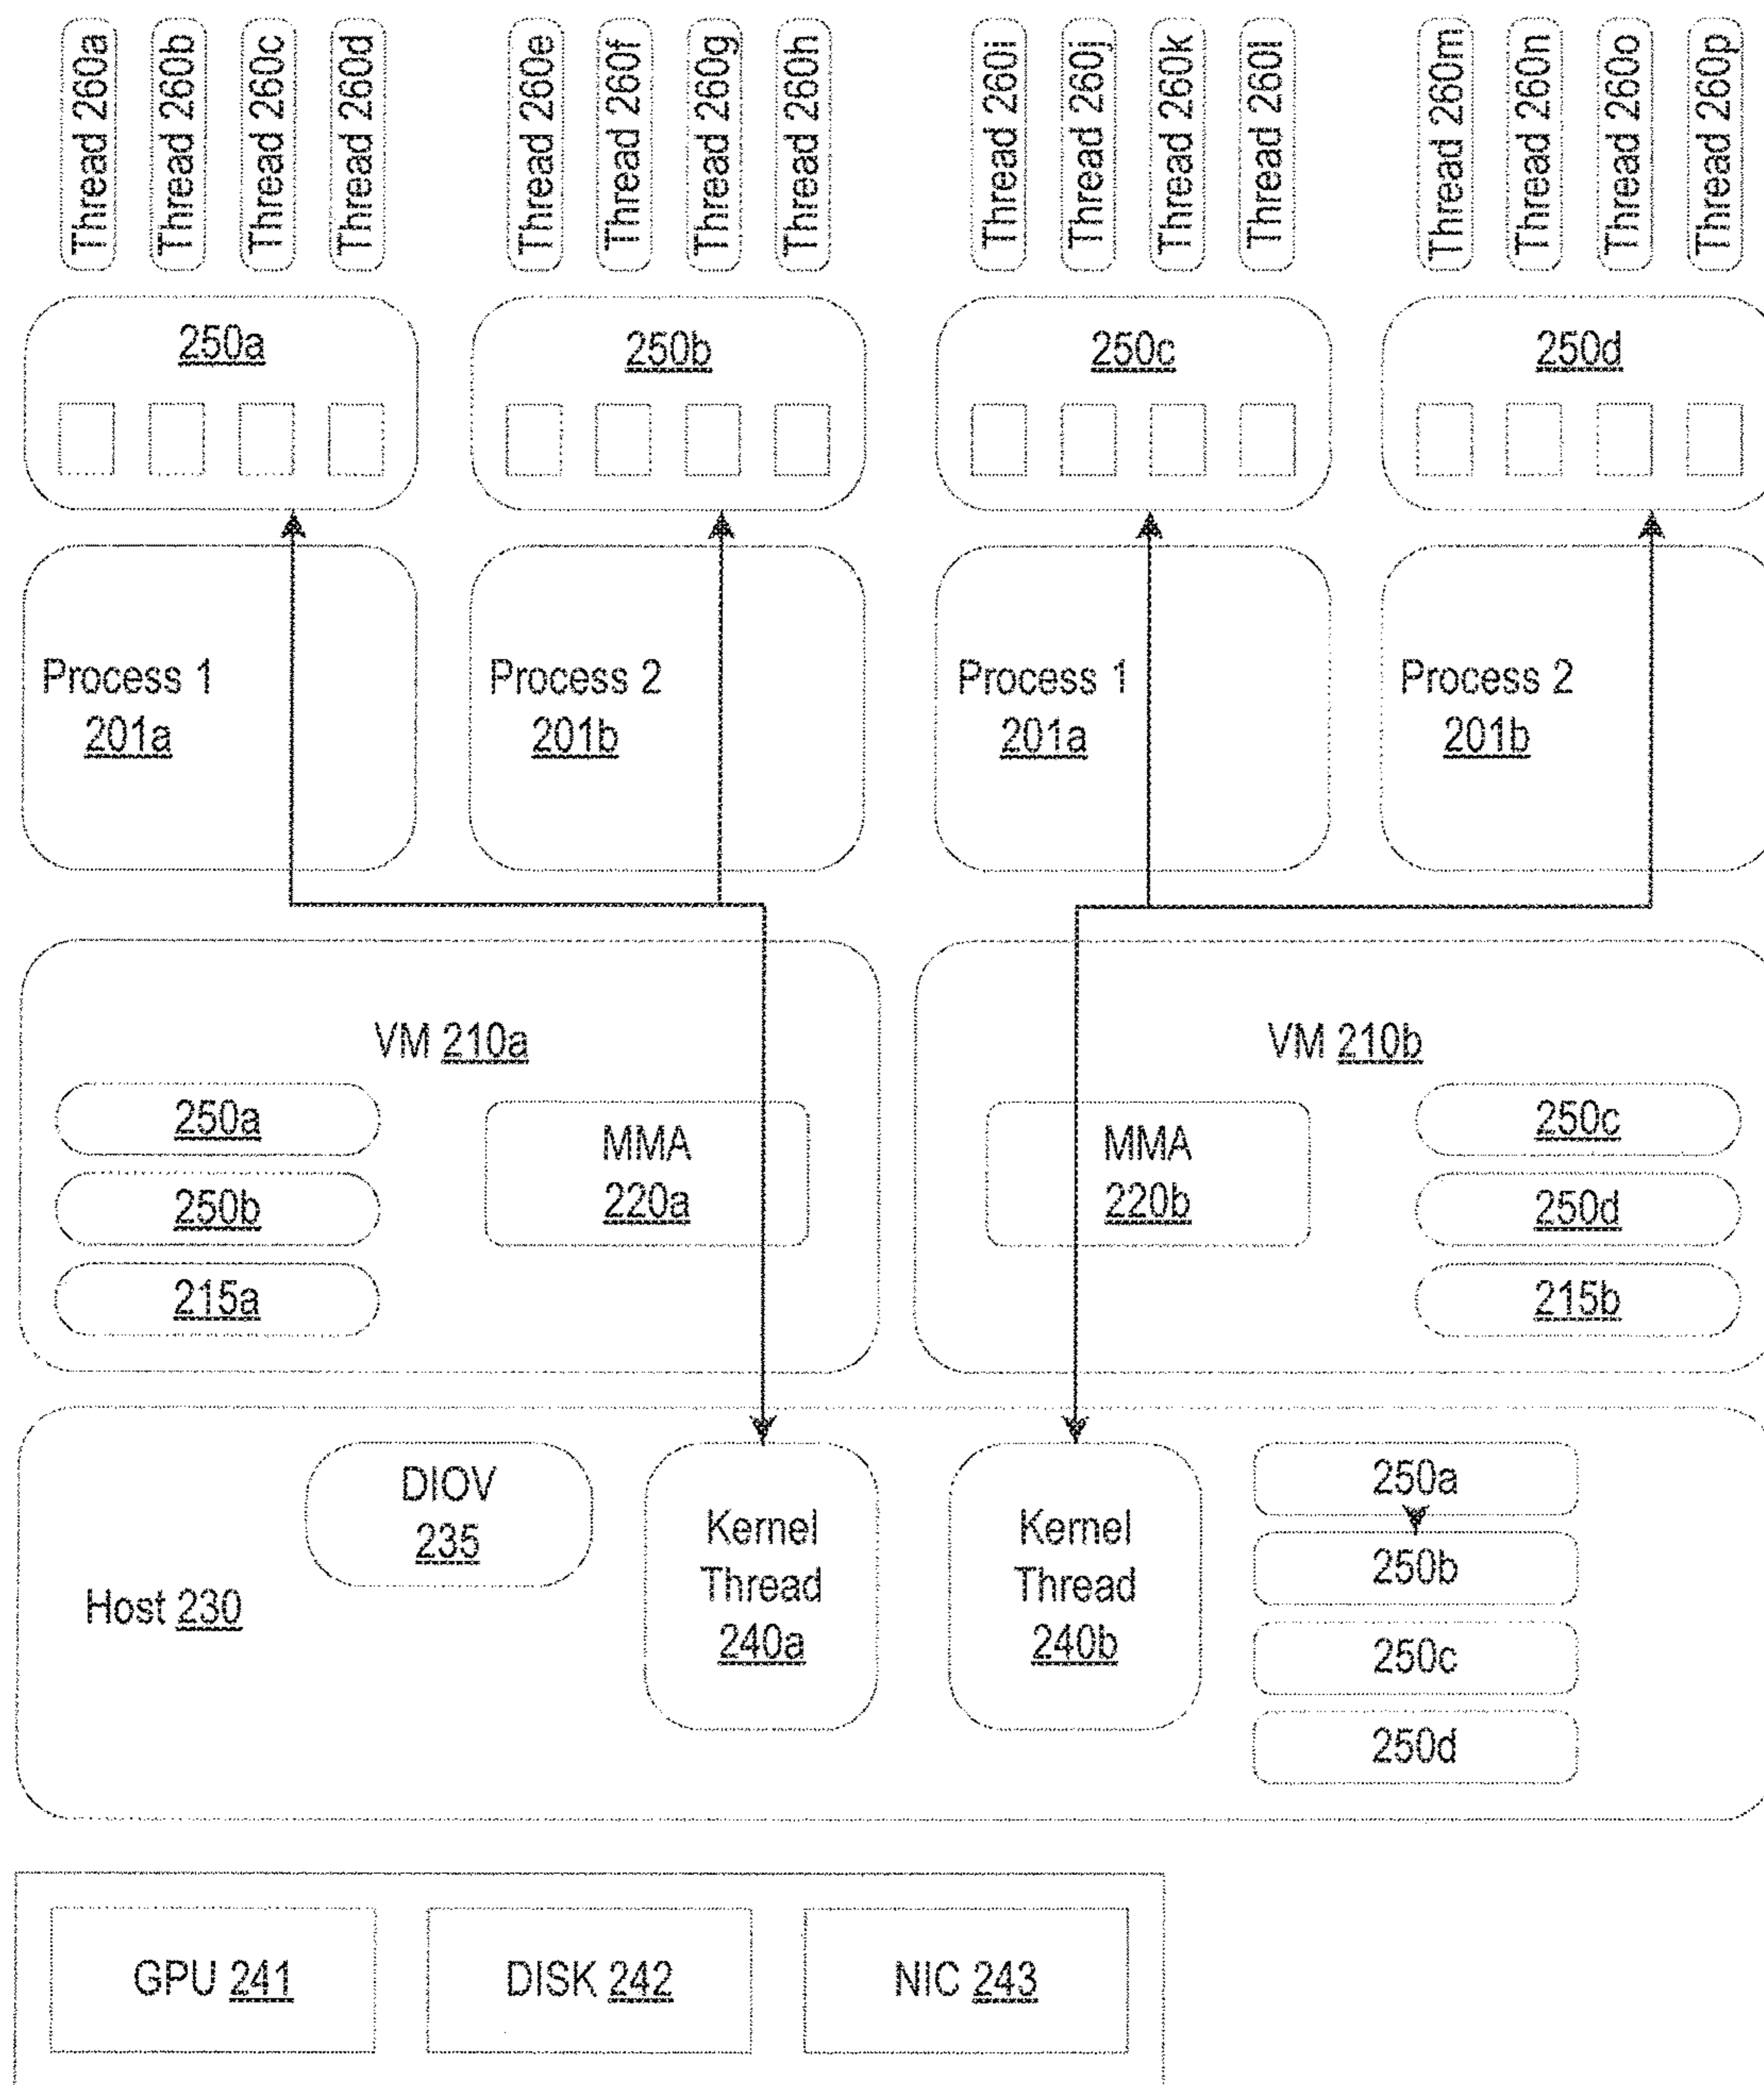 Thread 260a
Thread 260b
Thread 260c
Thread 260d
Thread 260e
Thread 260f
Thread 260g
Thread 260h
Thread 260i
Thread 260j
Thread 260k
Thread 260l
Thread 260m
Thread 260n
Thread 260o
Thread 260p
250a
250b
250c
250d
Process 1
201a
Process 2
201b
Process 1
201a
Process 2
201b
VM 210a
250a
250b
215a
MMA
220a
VM 210b
MMA
220b
250c
250d
215b
Host 230
DIOV
235
Kernel
Thread
240a
Kernel
Thread
240b
250a
250b
250c
250d
GPU 241
DISK 242
NIC 243